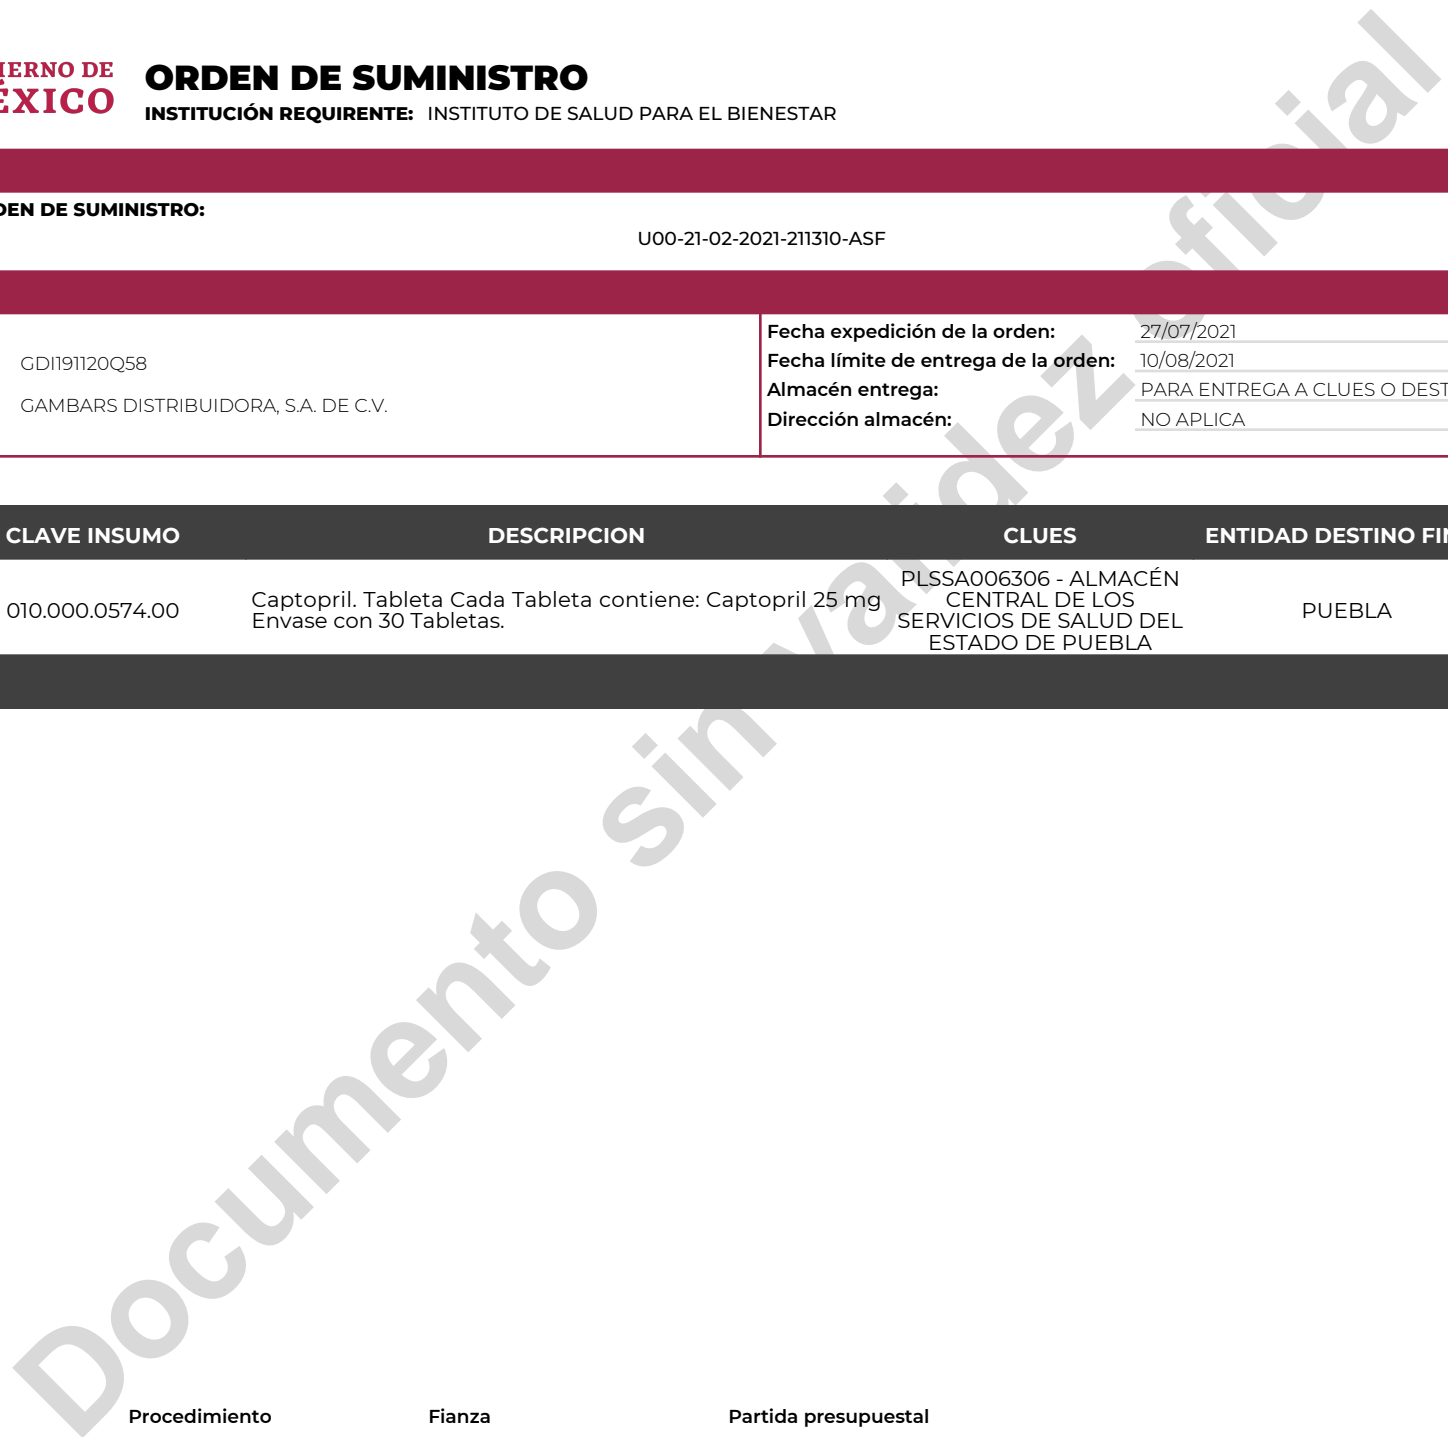 IERNO DE
ÉXICO
ORDEN DE SUMINISTRO
INSTITUCIÓN REQUIRENTE: INSTITUTO DE SALUD PARA EL BIENESTAR
DEN DE SUMINISTRO:
U00-21-02-2021-211310-ASF
GDI191120Q58
GAMBARS DISTRIBUIDORA, S.A. DE C.V.
Fecha expedición de la orden: 27/07/2021
Fecha límite de entrega de la orden: 10/08/2021
Almacén entrega: PARA ENTREGA A CLUES O DEST
Dirección almacén: NO APLICA
CLAVE INSUMO DESCRIPCION CLUES ENTIDAD DESTINO FIN
010.000.0574.00
Captopril. Tableta Cada Tableta contiene: Captopril 25 mg
Envase con 30 Tabletas.
PLSSA006306 - ALMACÉN
CENTRAL DE LOS
SERVICIOS DE SALUD DEL
ESTADO DE PUEBLA
PUEBLA
Documento sin validez oficial
Procedimiento Fianza Partida presupuestal